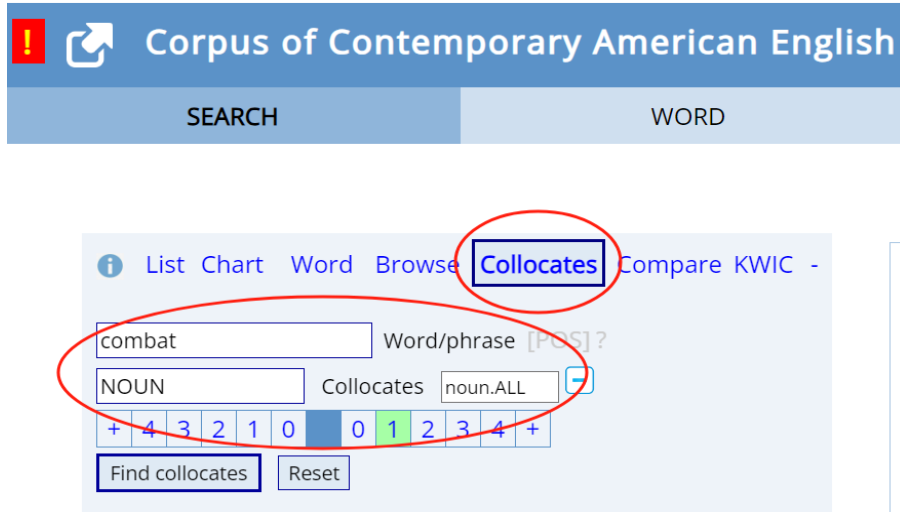 ! Corpus of Contemporary American English
SEARCH WORD
i List Chart Word Browse Collocates Compare KWIC -
combat Word/phrase [POS] ?
NOUN Collocates noun.ALL −
+ 4 3 2 1 0 0 1 2 3 4 +
Find collocates Reset